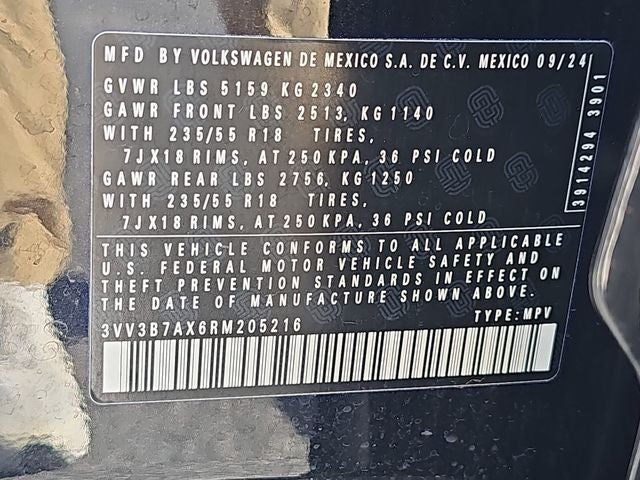 MFD BY VOLKSWAGEN DE MEXICO S.A. DE C.V. MEXICO 09/24
GVWR LBS 5159 KG 2340
GAWR FRONT LBS 2513, KG 1140
WITH 235/55 R18 TIRES,
7JX18 RIMS, AT 250 KPA, 36 PSI COLD
GAWR REAR LBS 2756, KG 1250
WITH 235/55 R18 TIRES,
7JX18 RIMS, AT 250 KPA, 36 PSI COLD
THIS VEHICLE CONFORMS TO ALL APPLICABLE
U.S. FEDERAL MOTOR VEHICLE SAFETY AND
THEFT PREVENTION STANDARDS IN EFFECT ON
THE DATE OF MANUFACTURE SHOWN ABOVE.
3VV3B7AX6RM205216 TYPE: MPV
3914294 3901